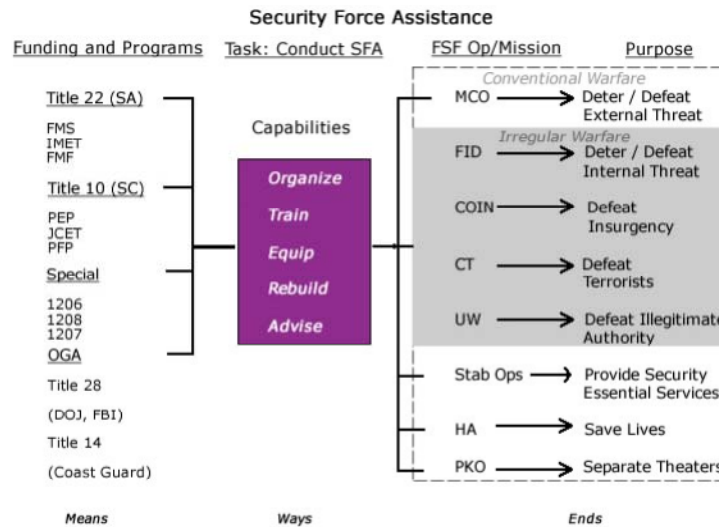 Security Force Assistance
Funding and Programs
Task: Conduct SFA
FSF Op/Mission
Purpose
Title 22 (SA)
FMS
IMET
FMF
Title 10 (SC)
PEP
JCET
PFP
Special
1206
1208
1207
OGA
Title 28
(DOJ, FBI)
Title 14
(Coast Guard)
Capabilities
Organize
Train
Equip
Rebuild
Advise
Conventional Warfare
MCO
Deter / Defeat
External Threat
Irregular Warfare
FID
Deter / Defeat
Internal Threat
COIN
Defeat
Insurgency
CT
Defeat
Terrorists
UW
Defeat Illegitimate
Authority
Stab Ops
Provide Security
Essential Services
HA
Save Lives
PKO
Separate Theaters
Means
Ways
Ends